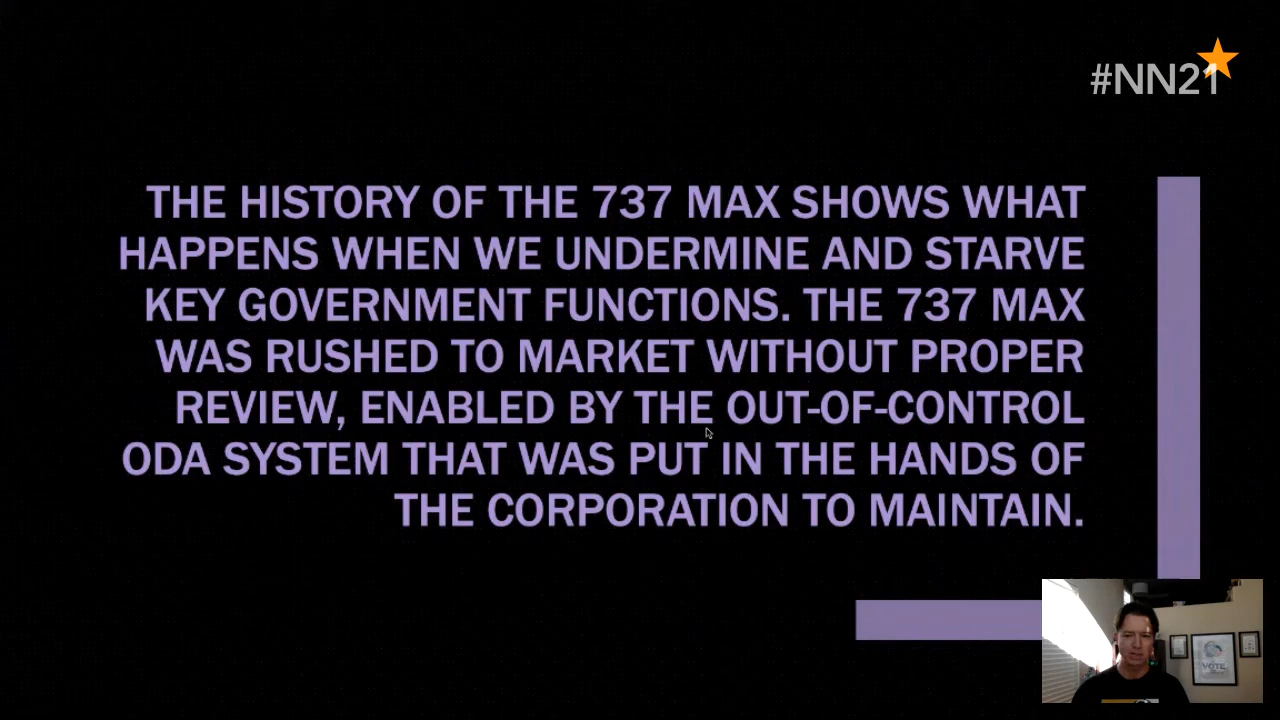 #NN21
THE HISTORY OF THE 737 MAX SHOWS WHAT
HAPPENS WHEN WE UNDERMINE AND STARVE
KEY GOVERNMENT FUNCTIONS. THE 737 MAX
WAS RUSHED TO MARKET WITHOUT PROPER
REVIEW, ENABLED BY THE OUT-OF-CONTROL
ODA SYSTEM THAT WAS PUT IN THE HANDS OF
THE CORPORATION TO MAINTAIN.
VOTE